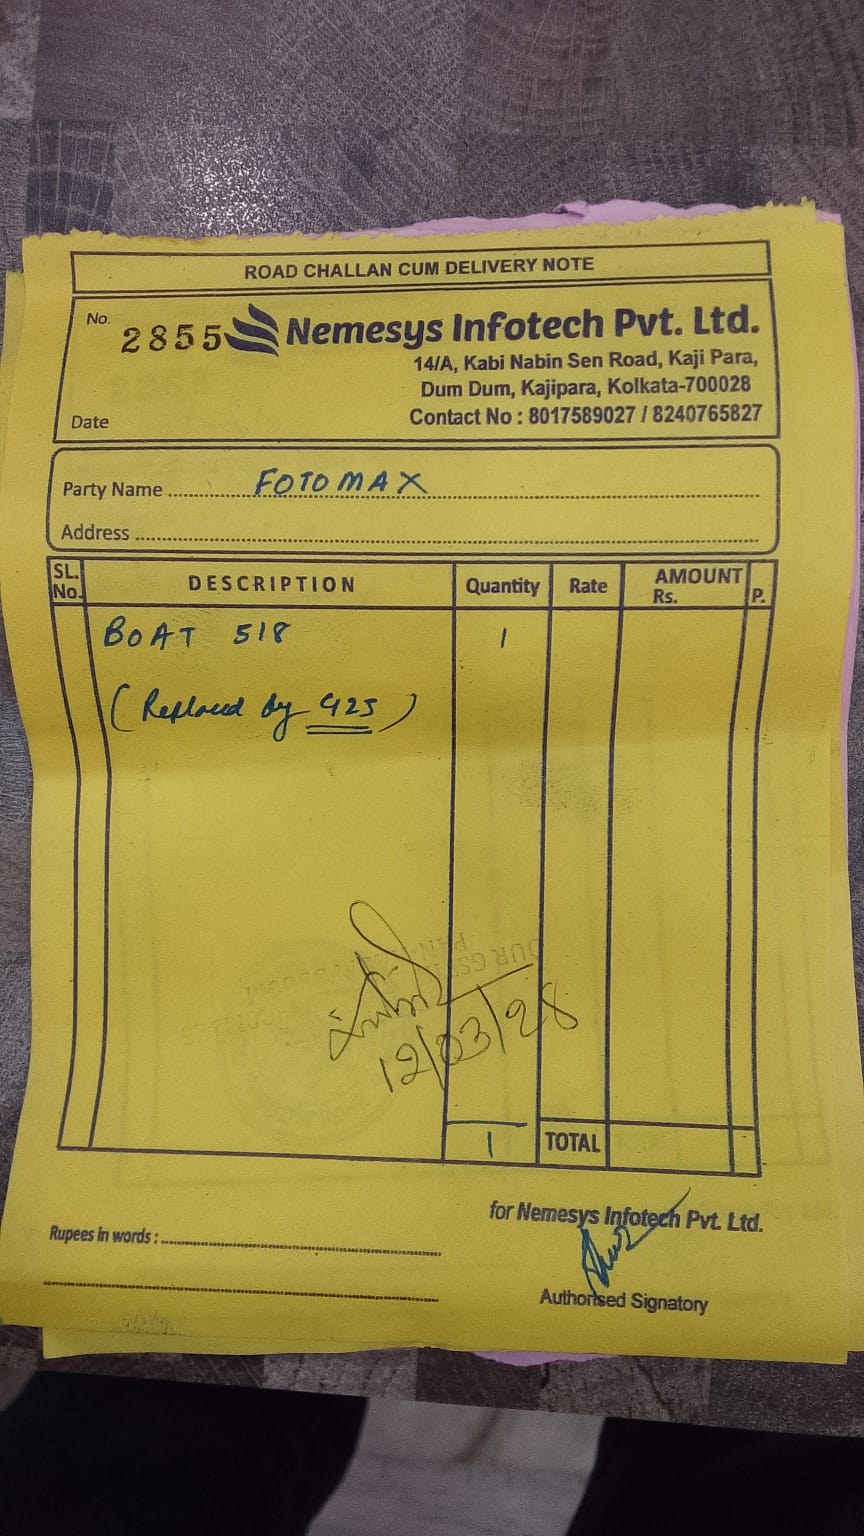 ROAD CHALLAN CUM DELIVERY NOTE
No. 2855
Nemesys Infotech Pvt. Ltd.
14/A, Kabi Nabin Sen Road, Kaji Para,
Dum Dum, Kajipara, Kolkata-700028
Date
Contact No : 8017589027 / 8240765827
Party Name FOTOMAX
Address
SL. No. DESCRIPTION Quantity Rate AMOUNT Rs. P.
BOAT 518 1
(Replaced by 425)
12/03/28
1 TOTAL
for Nemesys Infotech Pvt. Ltd.
Rupees in words :
Authorised Signatory